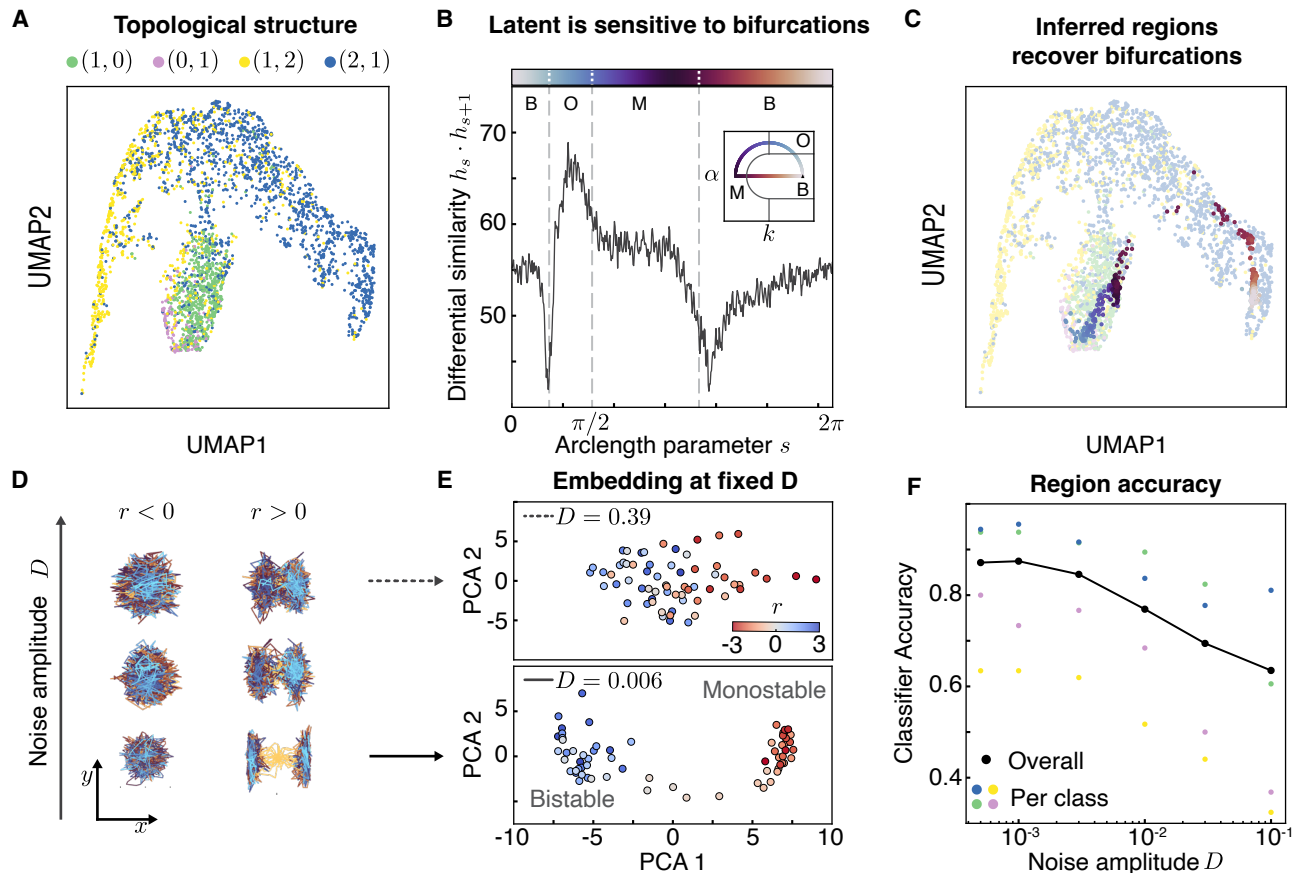 A
Topological structure
(1, 0) (0, 1) (1, 2) (2, 1)
UMAP2
UMAP1
B
Latent is sensitive to bifurcations
B O M B
Differential similarity h_s · h_{s+1}
70
60
50
0 π/2 2π
Arclength parameter s
α
O
M B
k
C
Inferred regions
recover bifurcations
UMAP2
UMAP1
D
r < 0 r > 0
Noise amplitude D
y
x
E
Embedding at fixed D
D = 0.39
PCA 2
5
0
-5
r
-3 0 3
D = 0.006
Monostable
PCA 2
5
0
Bistable
-10 -5 0 5 10
PCA 1
F
Region accuracy
Classifier Accuracy
0.8
0.6
0.4
Overall
Per class
10^-3 10^-2 10^-1
Noise amplitude D